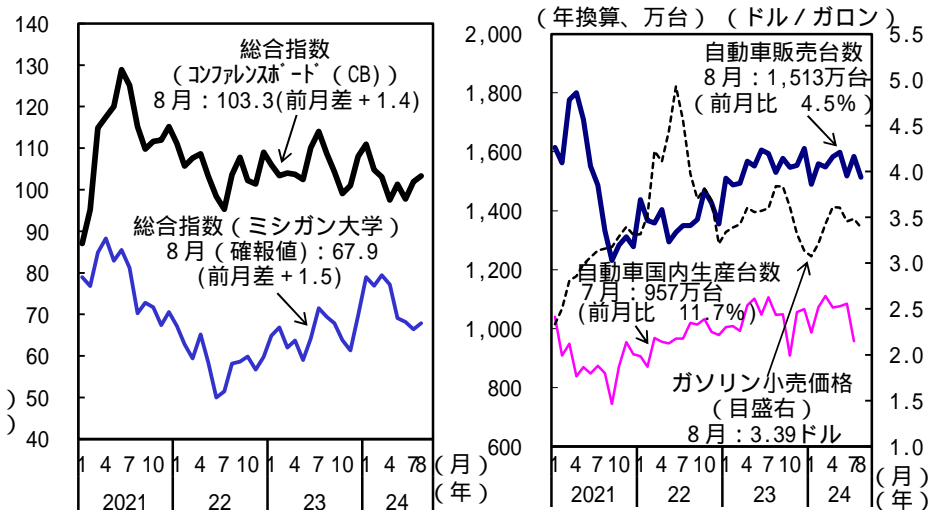 140
130
120
110
100
90
80
70
60
50
40
総合指数
(コンファレンスボード(CB))
8月:103.3(前月差+1.4)
総合指数(ミシガン大学)
8月(確報値):67.9
(前月差+1.5)
)
)
1 4 7 10 1 4 7 10 1 4 7 10 1 4 78
(月)
2021 22 23 24
(年)
(年換算、万台)(ドル/ガロン)
2,000
1,800
1,600
1,400
1,200
1,000
800
600
5.5
5.0
4.5
4.0
3.5
3.0
2.5
2.0
1.5
1.0
自動車販売台数
8月:1,513万台
(前月比 4.5%)
自動車国内生産台数
7月:957万台
(前月比 11.7%)
ガソリン小売価格
(目盛右)
8月:3.39ドル
1 4 7 10 1 4 7 10 1 4 7 10 1 4 78
(月)
2021 22 23 24
(年)